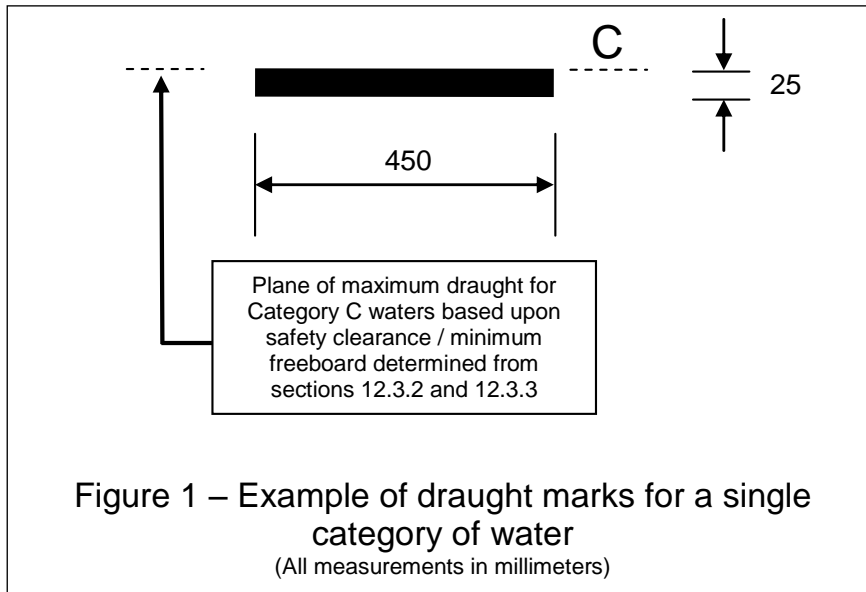 C
25
450
Plane of maximum draught for
Category C waters based upon
safety clearance / minimum
freeboard determined from
sections 12.3.2 and 12.3.3
Figure 1 – Example of draught marks for a single
category of water
(All measurements in millimeters)